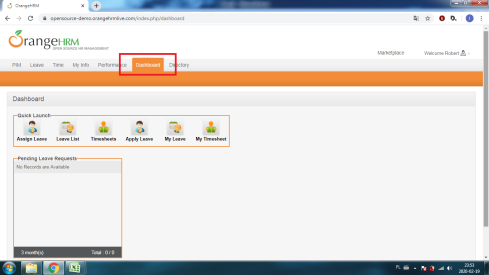 OrangeHRM
opensource-demo.orangehrmlive.com/index.php/dashboard
OrangeHRM
OPEN SOURCE HR MANAGEMENT
Marketplace
Welcome Robert
PIM Leave Time My Info Performance Dashboard Directory
Dashboard
Quick Launch
Assign Leave Leave List Timesheets Apply Leave My Leave My Timesheet
Pending Leave Requests
No Records are Available
3 month(s) Total : 0 / 0
23:53
2020-02-19